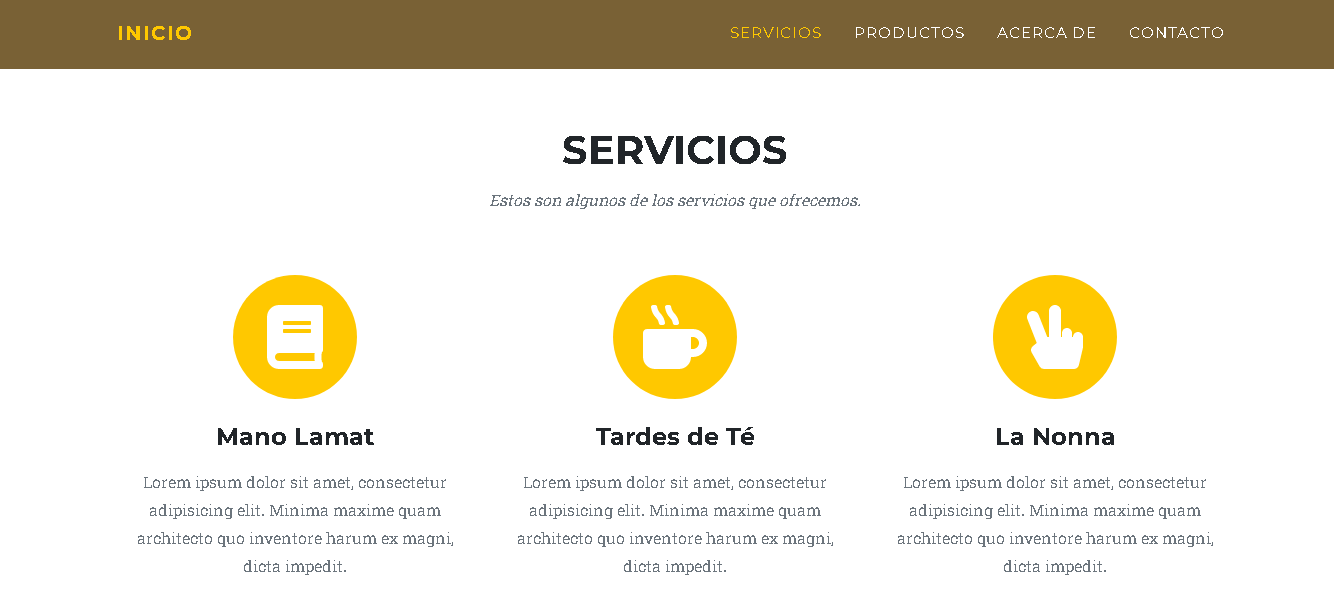 INICIO
SERVICIOS PRODUCTOS ACERCA DE CONTACTO
SERVICIOS
Estos son algunos de los servicios que ofrecemos.
Mano Lamat
Lorem ipsum dolor sit amet, consectetur
adipisicing elit. Minima maxime quam
architecto quo inventore harum ex magni,
dicta impedit.
Tardes de Té
Lorem ipsum dolor sit amet, consectetur
adipisicing elit. Minima maxime quam
architecto quo inventore harum ex magni,
dicta impedit.
La Nonna
Lorem ipsum dolor sit amet, consectetur
adipisicing elit. Minima maxime quam
architecto quo inventore harum ex magni,
dicta impedit.